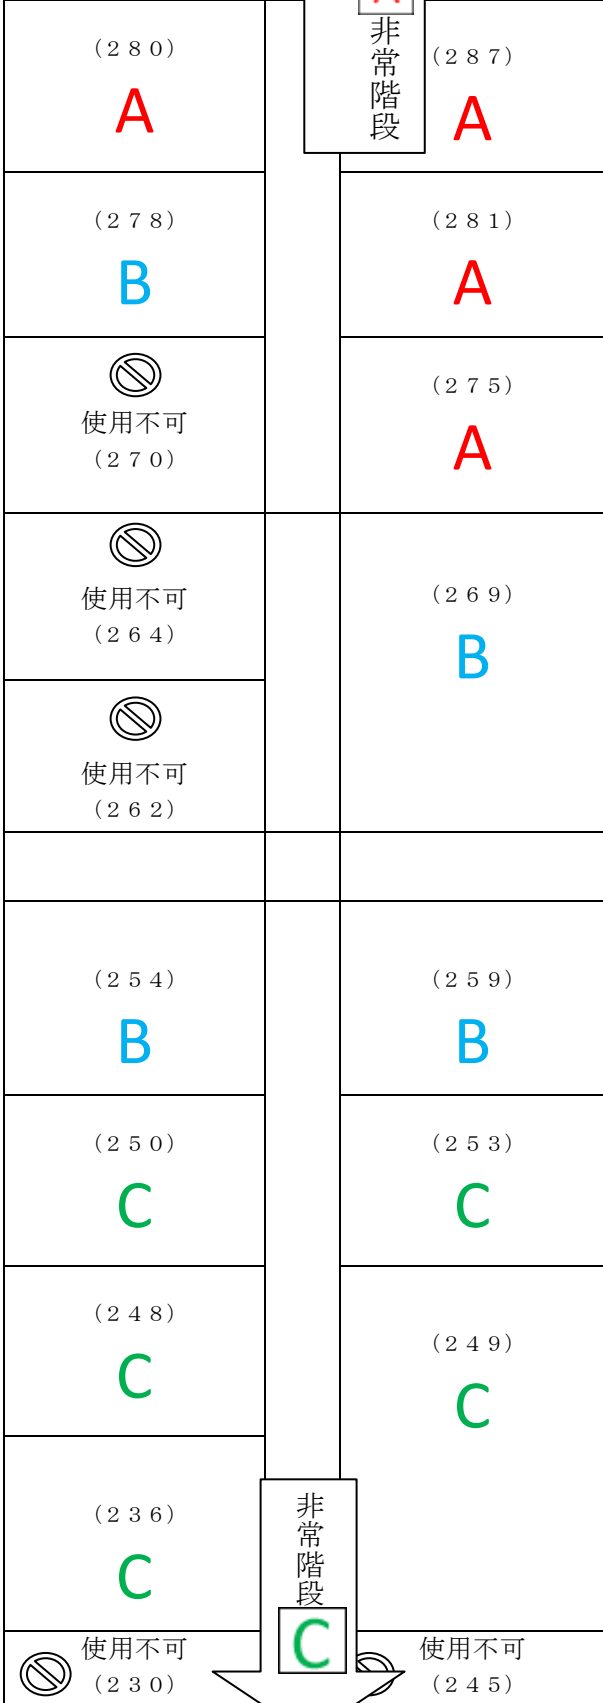 A
非常階段
（２８０）
A
（２８７）
A
（２７８）
B
（２８１）
A
使用不可
（２７０）
（２７５）
A
使用不可
（２６４）
（２６９）
B
使用不可
（２６２）
（２５４）
B
（２５９）
B
（２５０）
C
（２５３）
C
（２４８）
C
（２４９）
C
（２３６）
C
非常階段
C
使用不可
（２３０）
使用不可
（２４５）